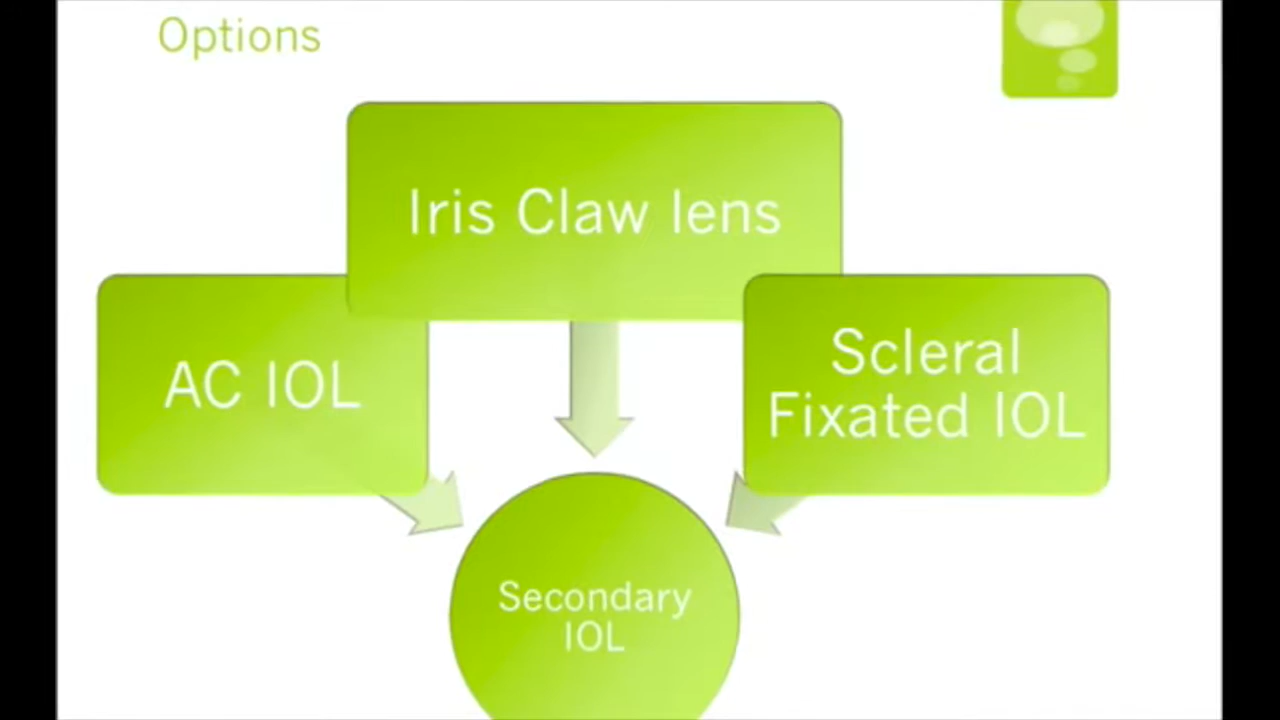 Options
Iris Claw lens
AC IOL
Scleral
Fixated IOL
Secondary
IOL